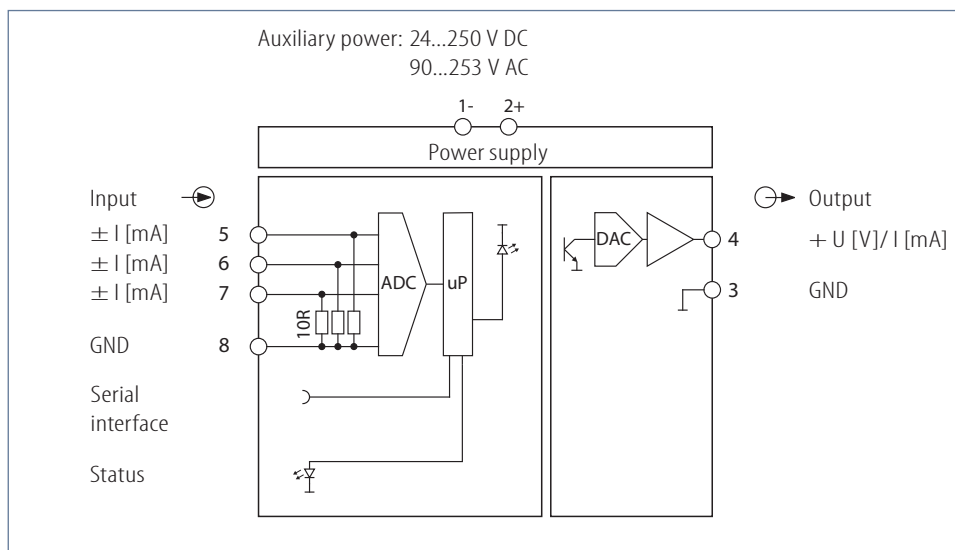 Auxiliary power: 24...250 V DC
90...253 V AC
1- 2+
Power supply
Input
Output
± I [mA] 5
± I [mA] 6
± I [mA] 7
GND 8
10R
ADC
uP
DAC
4 + U [V]/ I [mA]
3 GND
Serial
interface
Status